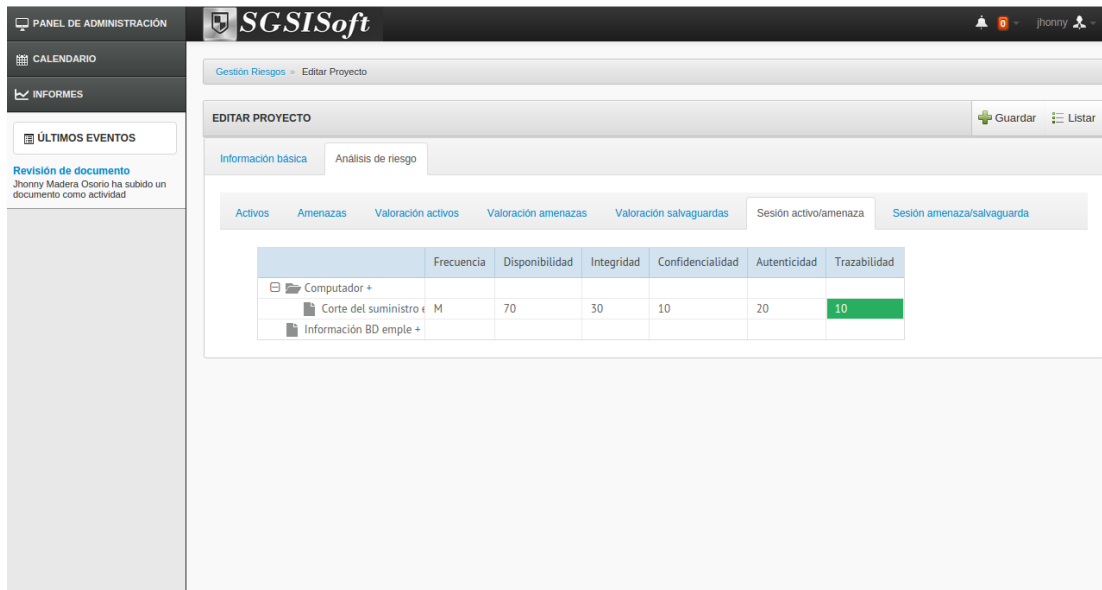 PANEL DE ADMINISTRACIÓN
CALENDARIO
INFORMES
ÚLTIMOS EVENTOS
Revisión de documento
Jhonny Madera Osorio ha subido un
documento como actividad
SGSISoft
0
jhonny
Gestión Riesgos » Editar Proyecto
EDITAR PROYECTO
Guardar Listar
Información básica Análisis de riesgo
Activos Amenazas Valoración activos Valoración amenazas Valoración salvaguardas Sesión activo/amenaza Sesión amenaza/salvaguarda
Frecuencia Disponibilidad Integridad Confidencialidad Autenticidad Trazabilidad
Computador +
Corte del suministro e M 70 30 10 20 10
Información BD emple +